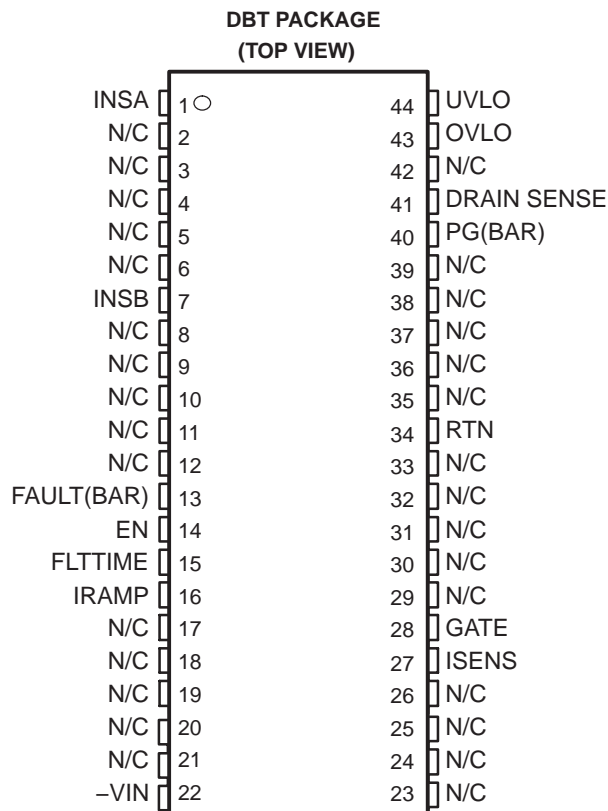 DBT PACKAGE
(TOP VIEW)
INSA 1 44 UVLO
N/C 2 43 OVLO
N/C 3 42 N/C
N/C 4 41 DRAIN SENSE
N/C 5 40 PG(BAR)
N/C 6 39 N/C
INSB 7 38 N/C
N/C 8 37 N/C
N/C 9 36 N/C
N/C 10 35 N/C
N/C 11 34 RTN
N/C 12 33 N/C
FAULT(BAR) 13 32 N/C
EN 14 31 N/C
FLTTIME 15 30 N/C
IRAMP 16 29 N/C
N/C 17 28 GATE
N/C 18 27 ISENS
N/C 19 26 N/C
N/C 20 25 N/C
N/C 21 24 N/C
–VIN 22 23 N/C